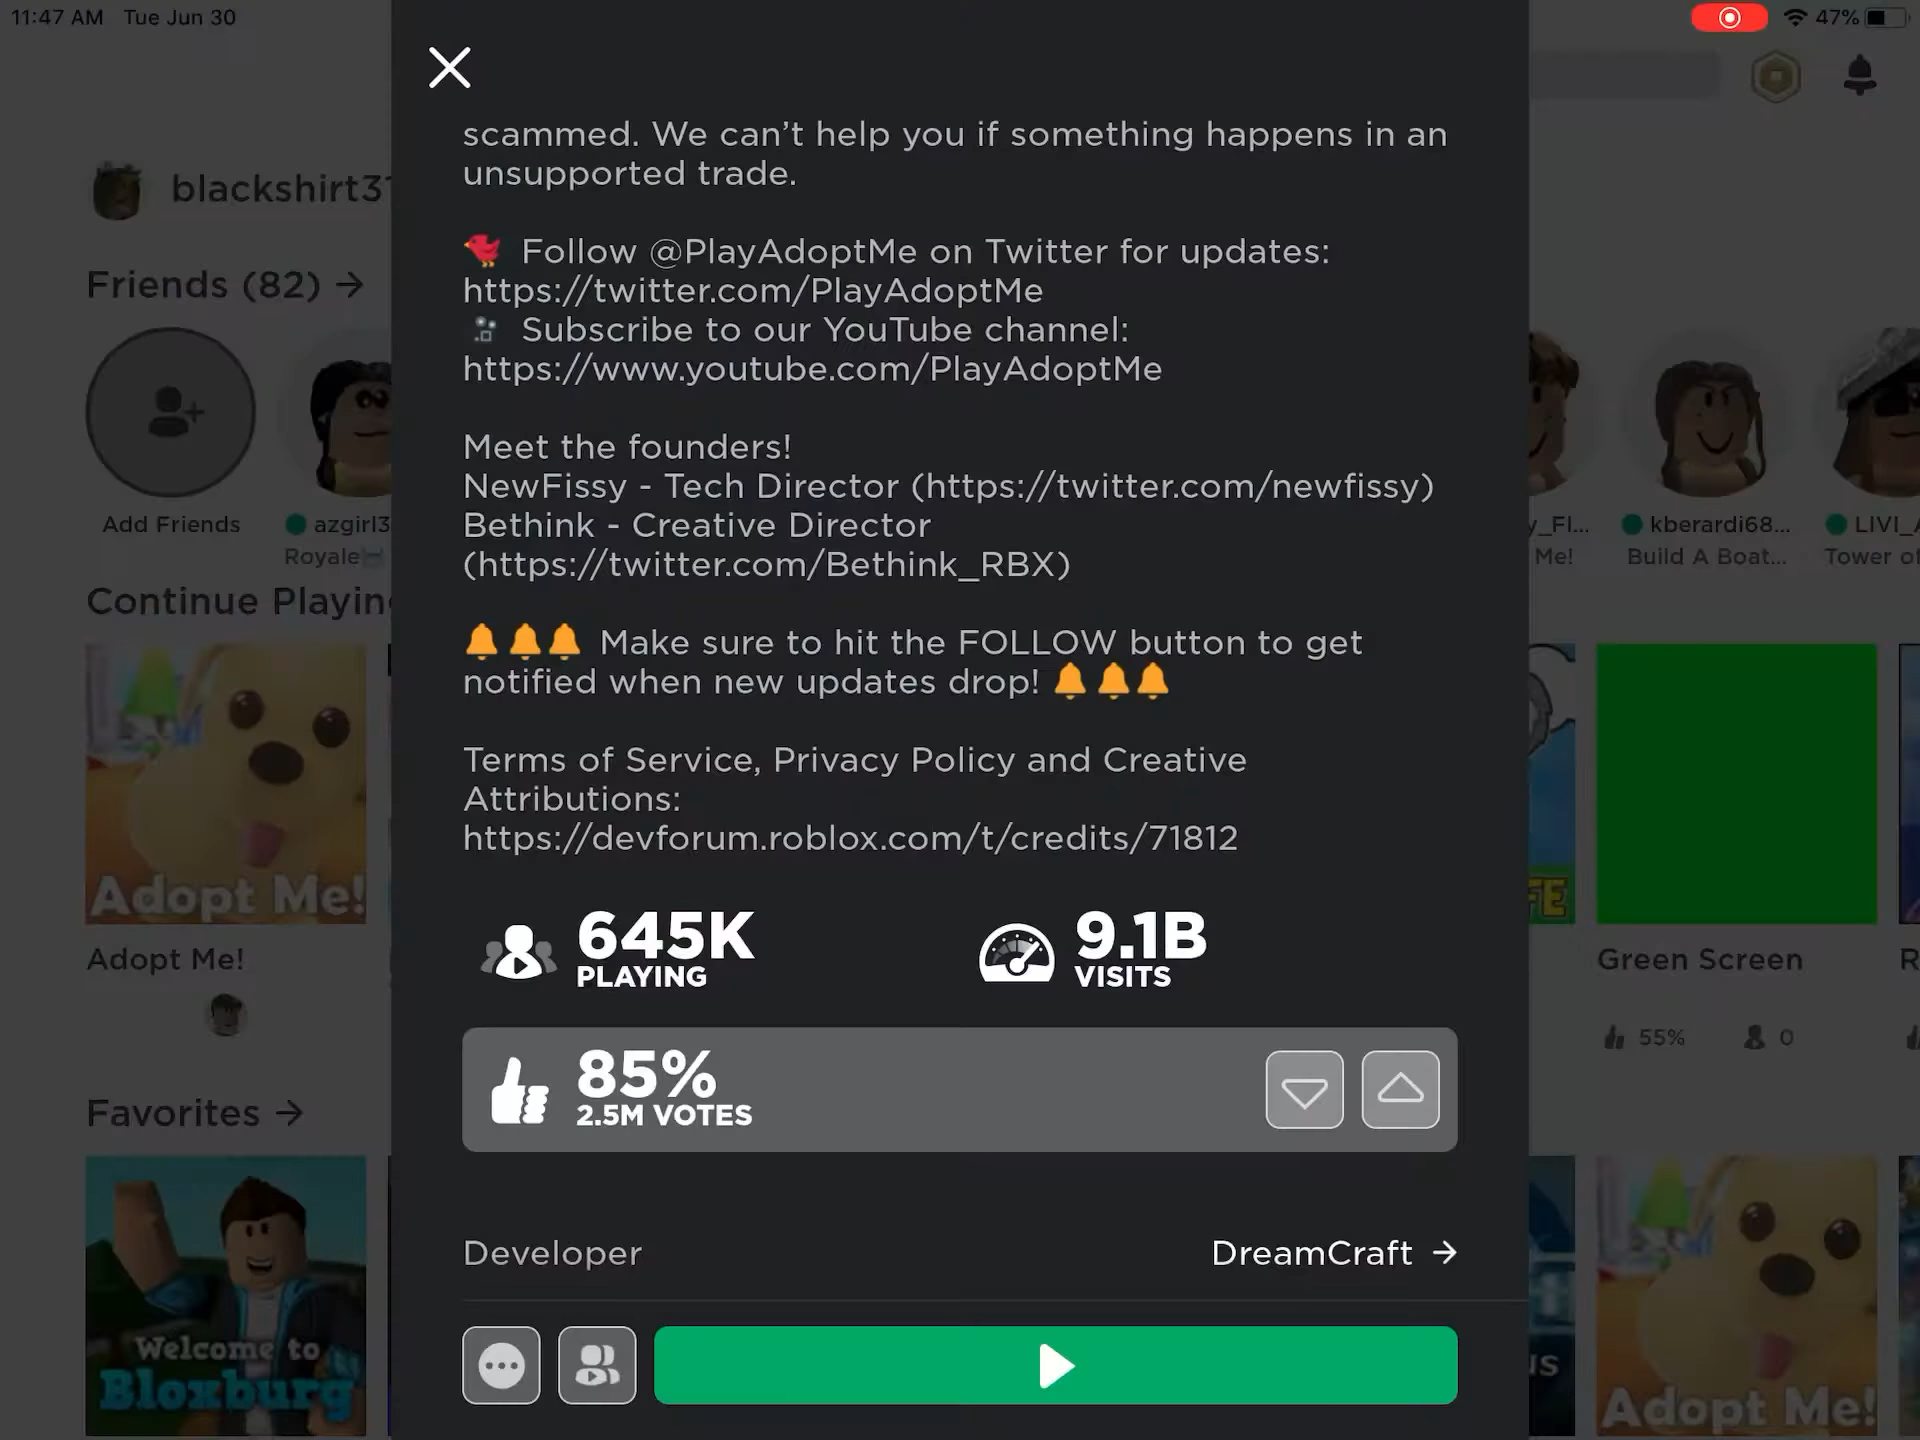 11:47 AM Tue Jun 30
47%
scammed. We can't help you if something happens in an
unsupported trade.
Follow @PlayAdoptMe on Twitter for updates:
https://twitter.com/PlayAdoptMe
Subscribe to our YouTube channel:
https://www.youtube.com/PlayAdoptMe
Meet the founders!
NewFissy - Tech Director (https://twitter.com/newfissy)
Bethink - Creative Director
(https://twitter.com/Bethink_RBX)
Make sure to hit the FOLLOW button to get
notified when new updates drop!
Terms of Service, Privacy Policy and Creative
Attributions:
https://devforum.roblox.com/t/credits/71812
645K
PLAYING
9.1B
VISITS
85%
2.5M VOTES
Developer
DreamCraft
blackshirt31
Friends (82)
Add Friends
azgirl3
Royale
Continue Playing
Adopt Me!
Adopt Me!
Favorites
Welcome to
Bloxburg
y_Fl...
Me!
kberardi68...
Build A Boat...
LIVI_
Tower of
FE
Green Screen
R
55%
0
us
Adopt Me!